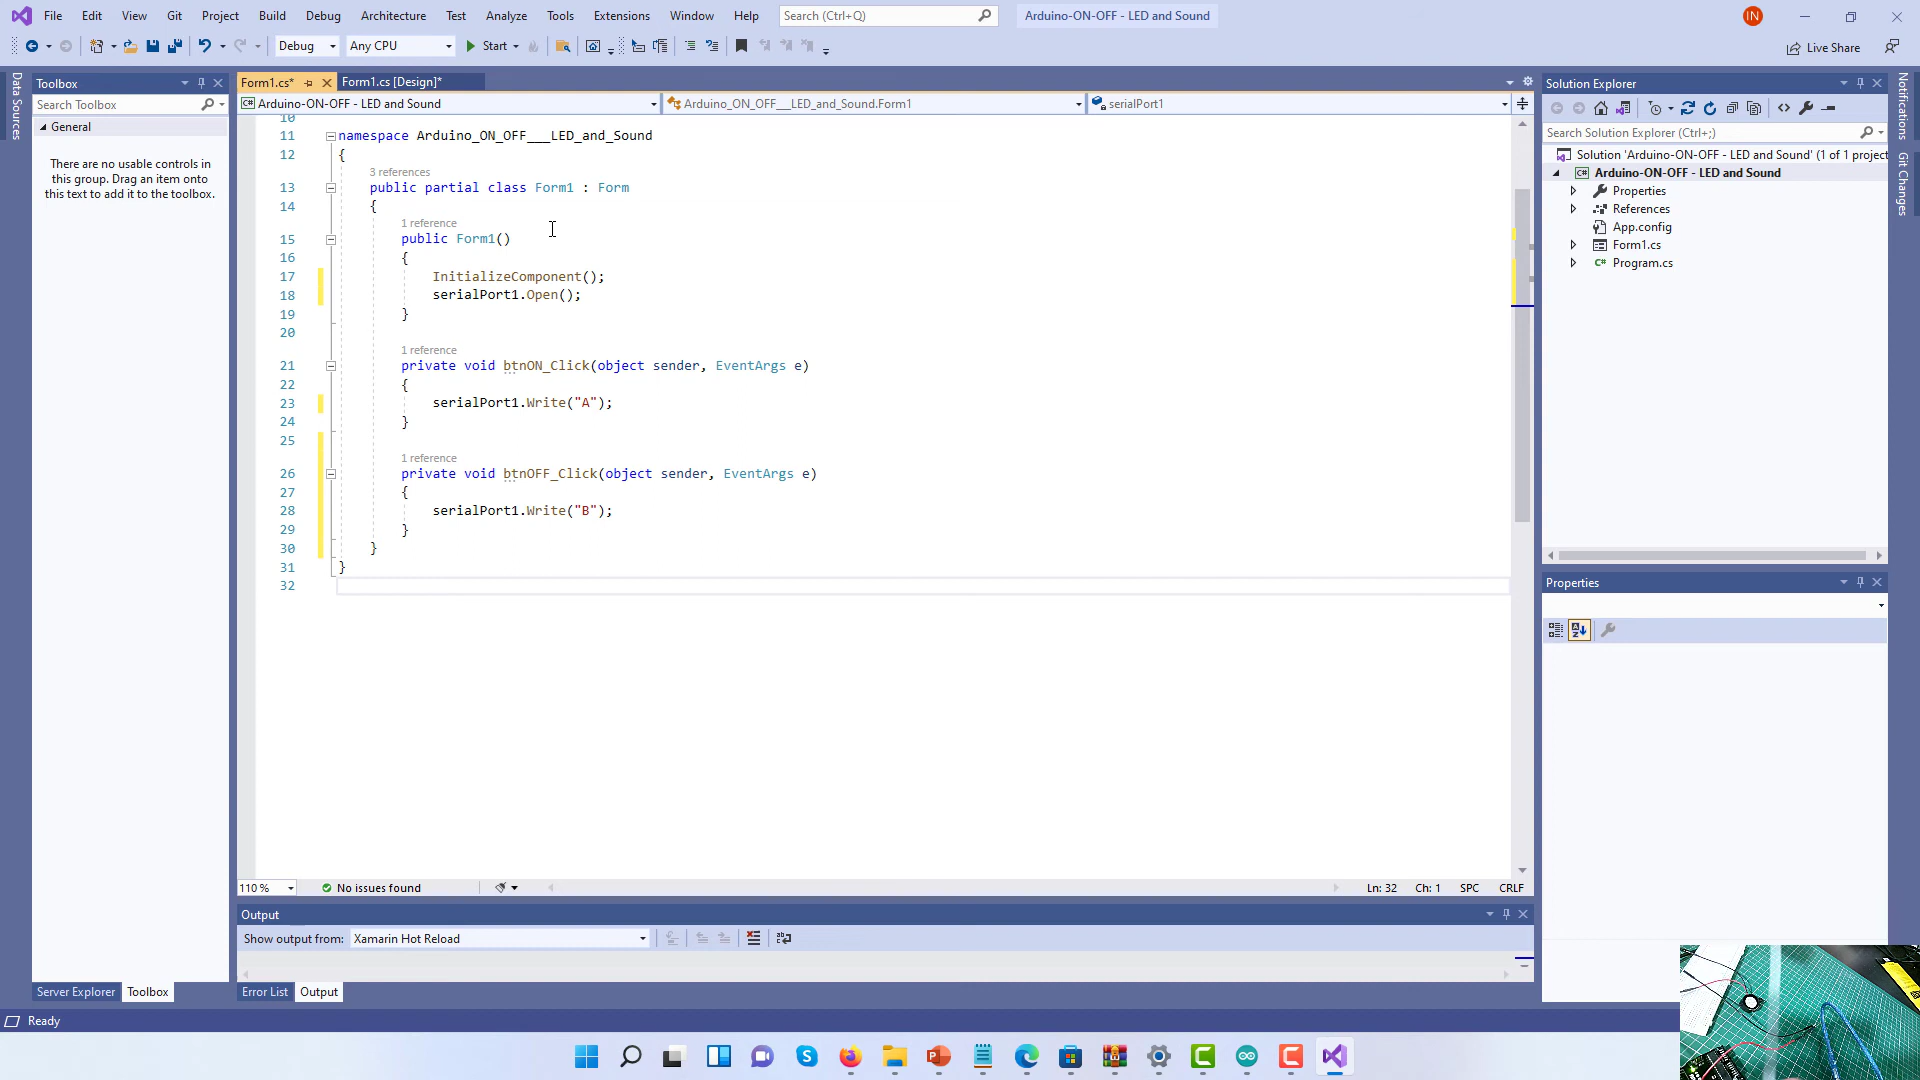 File Edit View Git Project Build Debug Architecture Test Analyze Tools Extensions Window Help Search (Ctrl+Q) Arduino-ON-OFF - LED and Sound IN
Debug Any CPU Start Live Share
Data Sources
Toolbox
Search Toolbox
General
There are no usable controls in
this group. Drag an item onto
this text to add it to the toolbox.
Server Explorer Toolbox
Form1.cs* Form1.cs [Design]*
Arduino-ON-OFF - LED and Sound Arduino_ON_OFF___LED_and_Sound.Form1 serialPort1
10
11 namespace Arduino_ON_OFF___LED_and_Sound
12 {
3 references
13 public partial class Form1 : Form
14 {
1 reference
15 public Form1()
16 {
17 InitializeComponent();
18 serialPort1.Open();
19 }
20
1 reference
21 private void btnON_Click(object sender, EventArgs e)
22 {
23 serialPort1.Write("A");
24 }
25
1 reference
26 private void btnOFF_Click(object sender, EventArgs e)
27 {
28 serialPort1.Write("B");
29 }
30 }
31 }
32
110 % No issues found Ln: 32 Ch: 1 SPC CRLF
Output
Show output from: Xamarin Hot Reload
Error List Output
Solution Explorer
Search Solution Explorer (Ctrl+;)
Solution 'Arduino-ON-OFF - LED and Sound' (1 of 1 project
Arduino-ON-OFF - LED and Sound
Properties
References
App.config
Form1.cs
Program.cs
Properties
Notifications
Git Changes
Ready